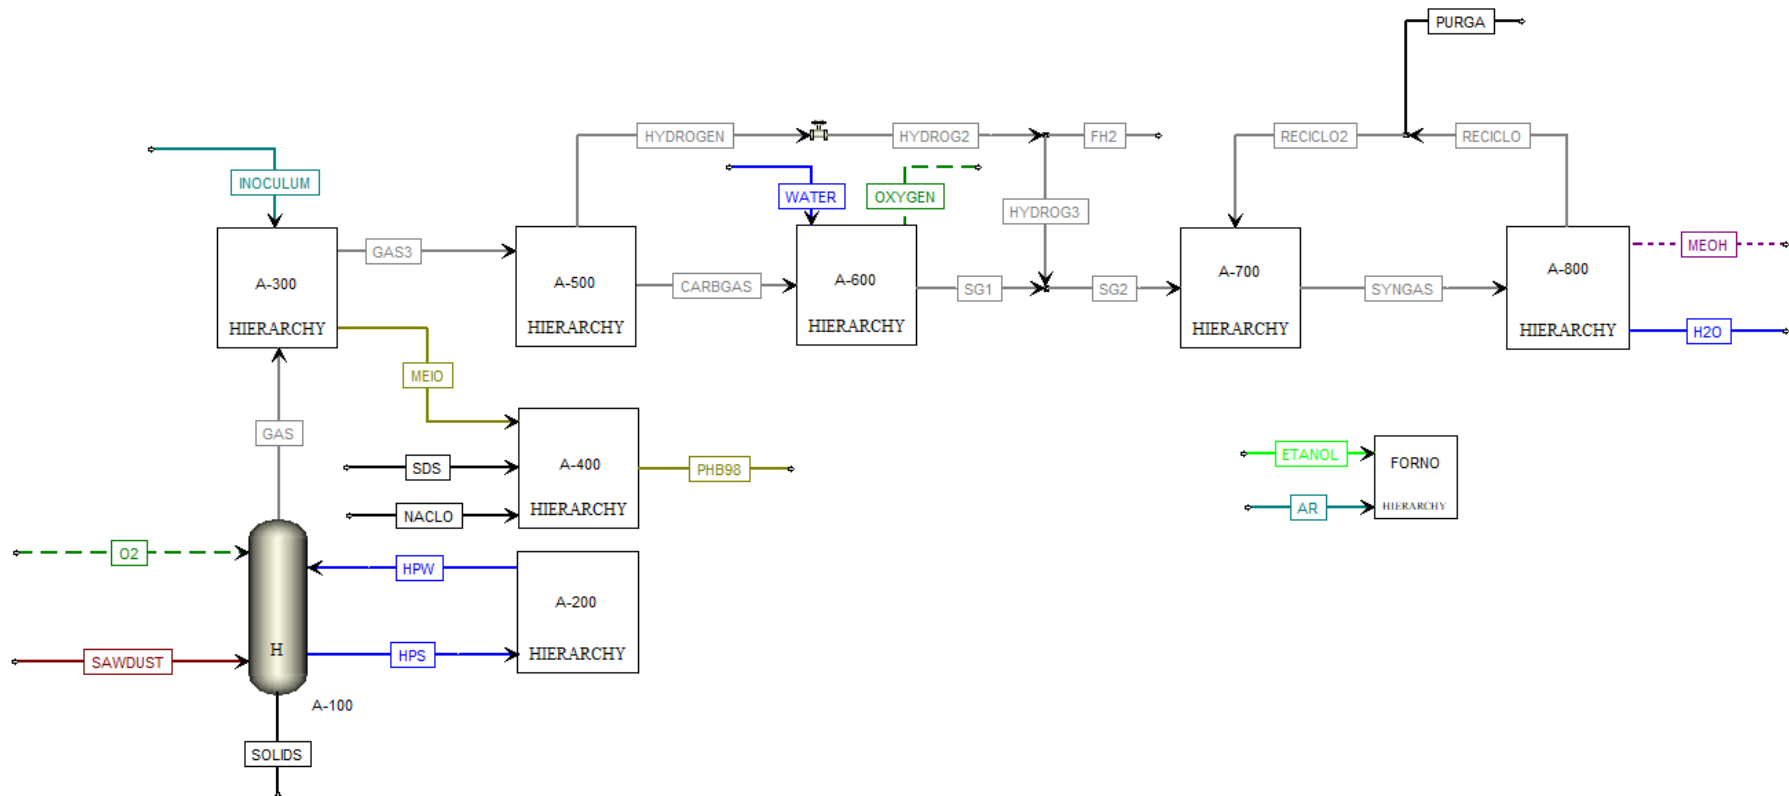 PURGA
HYDROGEN
HYDROG2
FH2
RECICLO2
RECICLO
INOCULUM
WATER
OXYGEN
HYDROG3
GAS3
A-300
HIERARCHY
A-500
HIERARCHY
CARBGAS
A-600
HIERARCHY
SG1
SG2
A-700
HIERARCHY
SYNGAS
A-800
HIERARCHY
MEOH
H2O
MEIO
GAS
SDS
NACLO
A-400
HIERARCHY
PHB98
ETANOL
AR
FORNO
HIERARCHY
O2
SAWDUST
H
A-100
HPW
HPS
A-200
HIERARCHY
SOLIDS